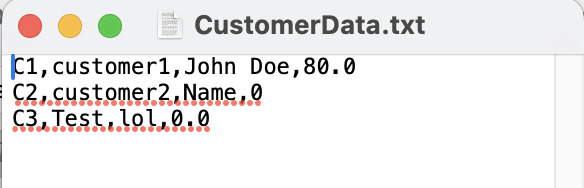 CustomerData.txt
C1,customer1,John Doe,80.0
C2,customer2,Name,0
C3,Test,lol,0.0